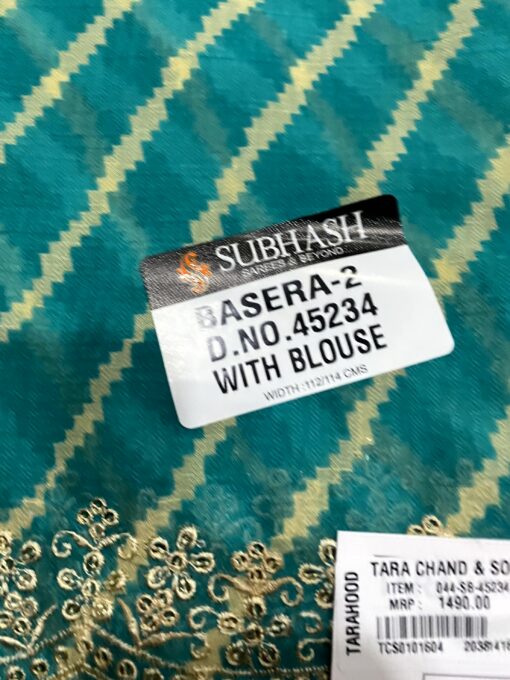 SUBHASH
SAREES & BEYOND
BASERA-2
D.NO.45234
WITH BLOUSE
WIDTH :112/114 CMS
TARAHOOD
TARA CHAND & SO
ITEM : 044-SB-45234
MRP : 1490.00
TCS0101604